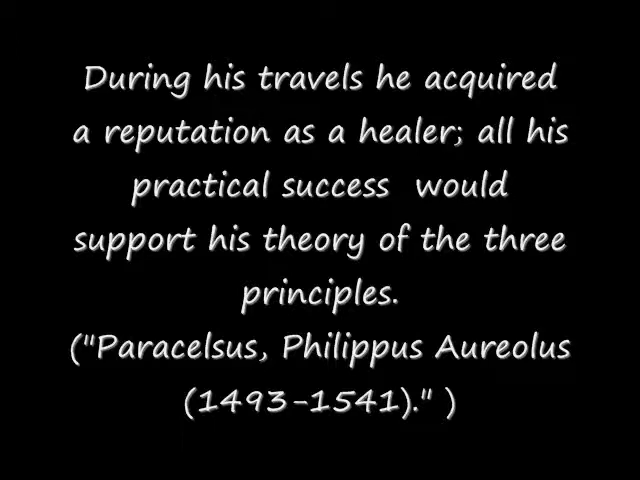 During his travels he acquired
a reputation as a healer; all his
practical success  would
support his theory of the three
principles.
("Paracelsus, Philippus Aureolus
(1493-1541)." )